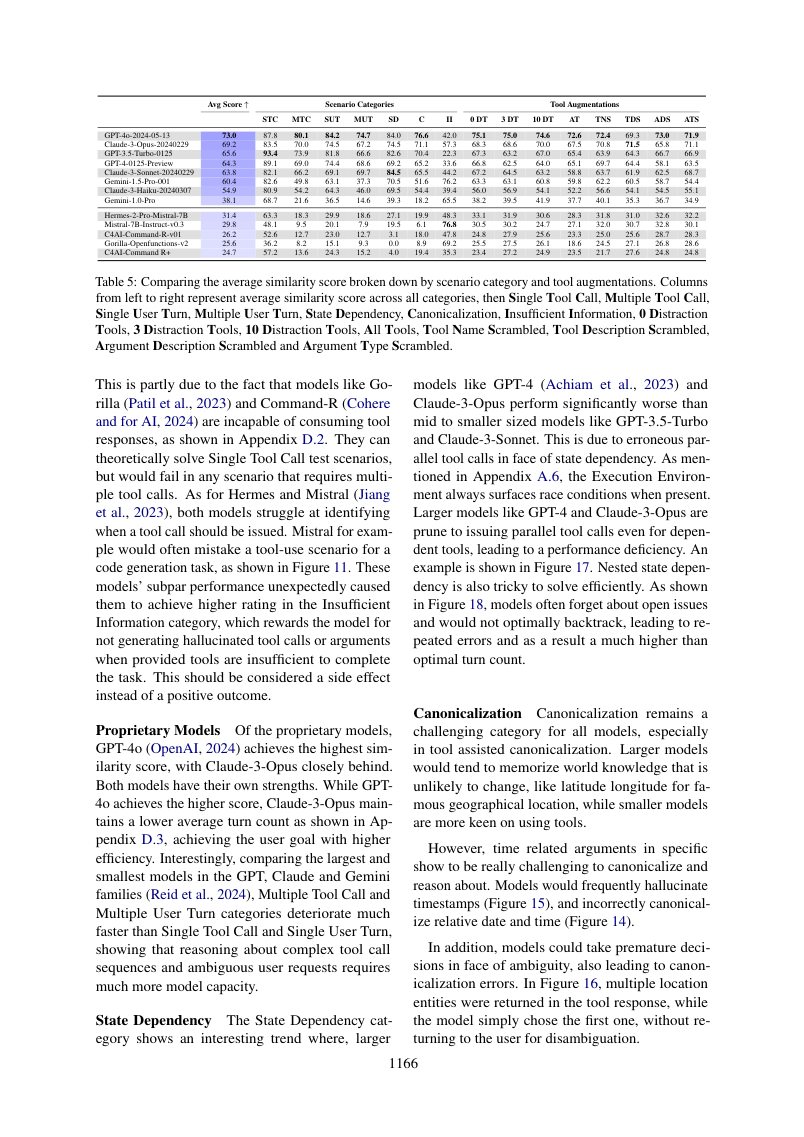 Avg Score ↑ Scenario Categories Tool Augmentations
STC MTC SUT MUT SD C II 0 DT 3 DT 10 DT AT TNS TDS ADS ATS
GPT-4o-2024-05-13 73.0 87.8 80.1 84.2 74.7 84.0 76.6 42.0 75.1 75.0 74.6 72.6 72.4 69.3 73.0 71.9
Claude-3-Opus-20240229 69.2 83.5 70.0 74.5 67.2 74.5 71.1 57.3 68.3 68.6 70.0 67.5 70.8 71.5 65.8 71.1
GPT-3.5-Turbo-0125 65.6 93.4 73.9 81.8 66.6 82.6 70.4 22.3 67.3 63.2 67.0 65.4 63.9 64.3 66.7 66.9
GPT-4-0125-Preview 64.3 89.1 69.0 74.4 68.6 69.2 65.2 33.6 66.8 62.5 64.0 65.1 69.7 64.4 58.1 63.5
Claude-3-Sonnet-20240229 63.8 82.1 66.2 69.1 69.7 84.5 65.5 44.2 67.2 64.5 63.2 58.8 63.7 61.9 62.5 68.7
Gemini-1.5-Pro-001 60.4 82.6 49.8 63.1 37.3 70.5 51.6 76.2 63.3 63.1 60.8 59.8 62.2 60.5 58.7 54.4
Claude-3-Haiku-20240307 54.9 80.9 54.2 64.3 46.0 69.5 54.4 39.4 56.0 56.9 54.1 52.2 56.6 54.1 54.5 55.1
Gemini-1.0-Pro 38.1 68.7 21.6 36.5 14.6 39.3 18.2 65.5 38.2 39.5 41.9 37.7 40.1 35.3 36.7 34.9
Hermes-2-Pro-Mistral-7B 31.4 63.3 18.3 29.9 18.6 27.1 19.9 48.3 33.1 31.9 30.6 28.3 31.8 31.0 32.6 32.2
Mistral-7B-Instruct-v0.3 29.8 48.1 9.5 20.1 7.9 19.5 6.1 76.8 30.5 30.2 24.7 27.1 32.0 30.7 32.8 30.1
C4AI-Command-R-v01 26.2 52.6 12.7 23.0 12.7 3.1 18.0 47.8 24.8 27.9 25.6 23.3 25.0 25.6 28.7 28.3
Gorilla-Openfunctions-v2 25.6 36.2 8.2 15.1 9.3 0.0 8.9 69.2 25.5 27.5 26.1 18.6 24.5 27.1 26.8 28.6
C4AI-Command R+ 24.7 57.2 13.6 24.3 15.2 4.0 19.4 35.3 23.4 27.2 24.9 23.5 21.7 27.6 24.8 24.8
Table 5: Comparing the average similarity score broken down by scenario category and tool augmentations. Columns
from left to right represent average similarity score across all categories, then Single Tool Call, Multiple Tool Call,
Single User Turn, Multiple User Turn, State Dependency, Canonicalization, Insufficient Information, 0 Distraction
Tools, 3 Distraction Tools, 10 Distraction Tools, All Tools, Tool Name Scrambled, Tool Description Scrambled,
Argument Description Scrambled and Argument Type Scrambled.
This is partly due to the fact that models like Go-
rilla (Patil et al., 2023) and Command-R (Cohere
and for AI, 2024) are incapable of consuming tool
responses, as shown in Appendix D.2. They can
theoretically solve Single Tool Call test scenarios,
but would fail in any scenario that requires multi-
ple tool calls. As for Hermes and Mistral (Jiang
et al., 2023), both models struggle at identifying
when a tool call should be issued. Mistral for exam-
ple would often mistake a tool-use scenario for a
code generation task, as shown in Figure 11. These
models' subpar performance unexpectedly caused
them to achieve higher rating in the Insufficient
Information category, which rewards the model for
not generating hallucinated tool calls or arguments
when provided tools are insufficient to complete
the task. This should be considered a side effect
instead of a positive outcome.
Proprietary Models Of the proprietary models,
GPT-4o (OpenAI, 2024) achieves the highest sim-
ilarity score, with Claude-3-Opus closely behind.
Both models have their own strengths. While GPT-
4o achieves the higher score, Claude-3-Opus main-
tains a lower average turn count as shown in Ap-
pendix D.3, achieving the user goal with higher
efficiency. Interestingly, comparing the largest and
smallest models in the GPT, Claude and Gemini
families (Reid et al., 2024), Multiple Tool Call and
Multiple User Turn categories deteriorate much
faster than Single Tool Call and Single User Turn,
showing that reasoning about complex tool call
sequences and ambiguous user requests requires
much more model capacity.
State Dependency The State Dependency cat-
egory shows an interesting trend where, larger
models like GPT-4 (Achiam et al., 2023) and
Claude-3-Opus perform significantly worse than
mid to smaller sized models like GPT-3.5-Turbo
and Claude-3-Sonnet. This is due to erroneous par-
allel tool calls in face of state dependency. As men-
tioned in Appendix A.6, the Execution Environ-
ment always surfaces race conditions when present.
Larger models like GPT-4 and Claude-3-Opus are
prune to issuing parallel tool calls even for depen-
dent tools, leading to a performance deficiency. An
example is shown in Figure 17. Nested state depen-
dency is also tricky to solve efficiently. As shown
in Figure 18, models often forget about open issues
and would not optimally backtrack, leading to re-
peated errors and as a result a much higher than
optimal turn count.
Canonicalization Canonicalization remains a
challenging category for all models, especially
in tool assisted canonicalization. Larger models
would tend to memorize world knowledge that is
unlikely to change, like latitude longitude for fa-
mous geographical location, while smaller models
are more keen on using tools.
However, time related arguments in specific
show to be really challenging to canonicalize and
reason about. Models would frequently hallucinate
timestamps (Figure 15), and incorrectly canonical-
ize relative date and time (Figure 14).
In addition, models could take premature deci-
sions in face of ambiguity, also leading to canon-
icalization errors. In Figure 16, multiple location
entities were returned in the tool response, while
the model simply chose the first one, without re-
turning to the user for disambiguation.
1166